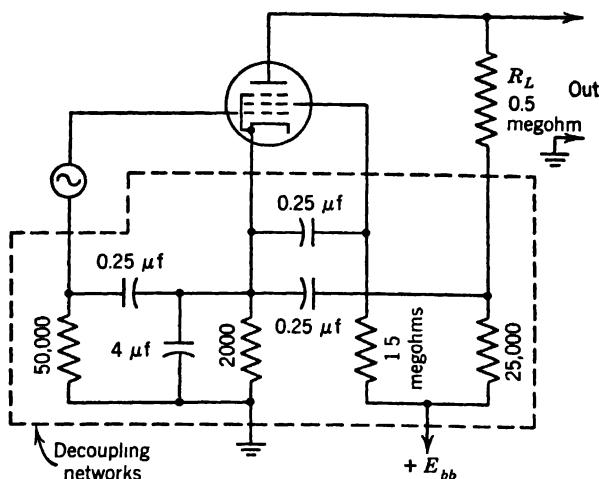 R_L
0.5
megohm
Out
0.25 μf
0.25 μf
0.25 μf
50,000
4 μf
2000
1 5
megohms
25,000
Decoupling
networks
+ E_bb